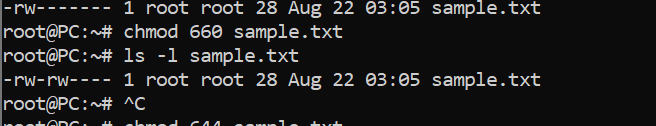 -rw------- 1 root root 28 Aug 22 03:05 sample.txt
root@PC:~# chmod 660 sample.txt
root@PC:~# ls -l sample.txt
-rw-rw---- 1 root root 28 Aug 22 03:05 sample.txt
root@PC:~# ^C
root@PC:~# chmod 644 sample.txt